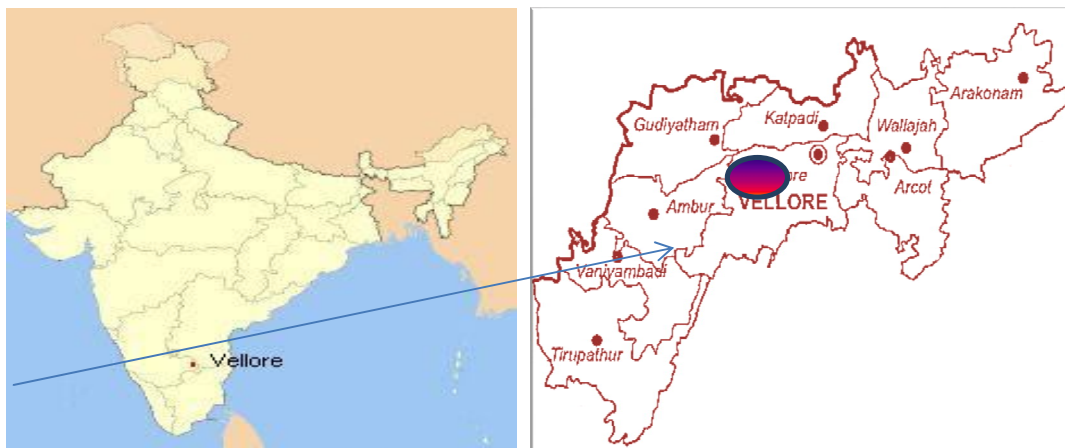 Vellore
Arakonam
Katpadi
Gudiyatham
Wallajah
Arcot
VELLORE
Ambur
Vaniyambadi
Tirupathur